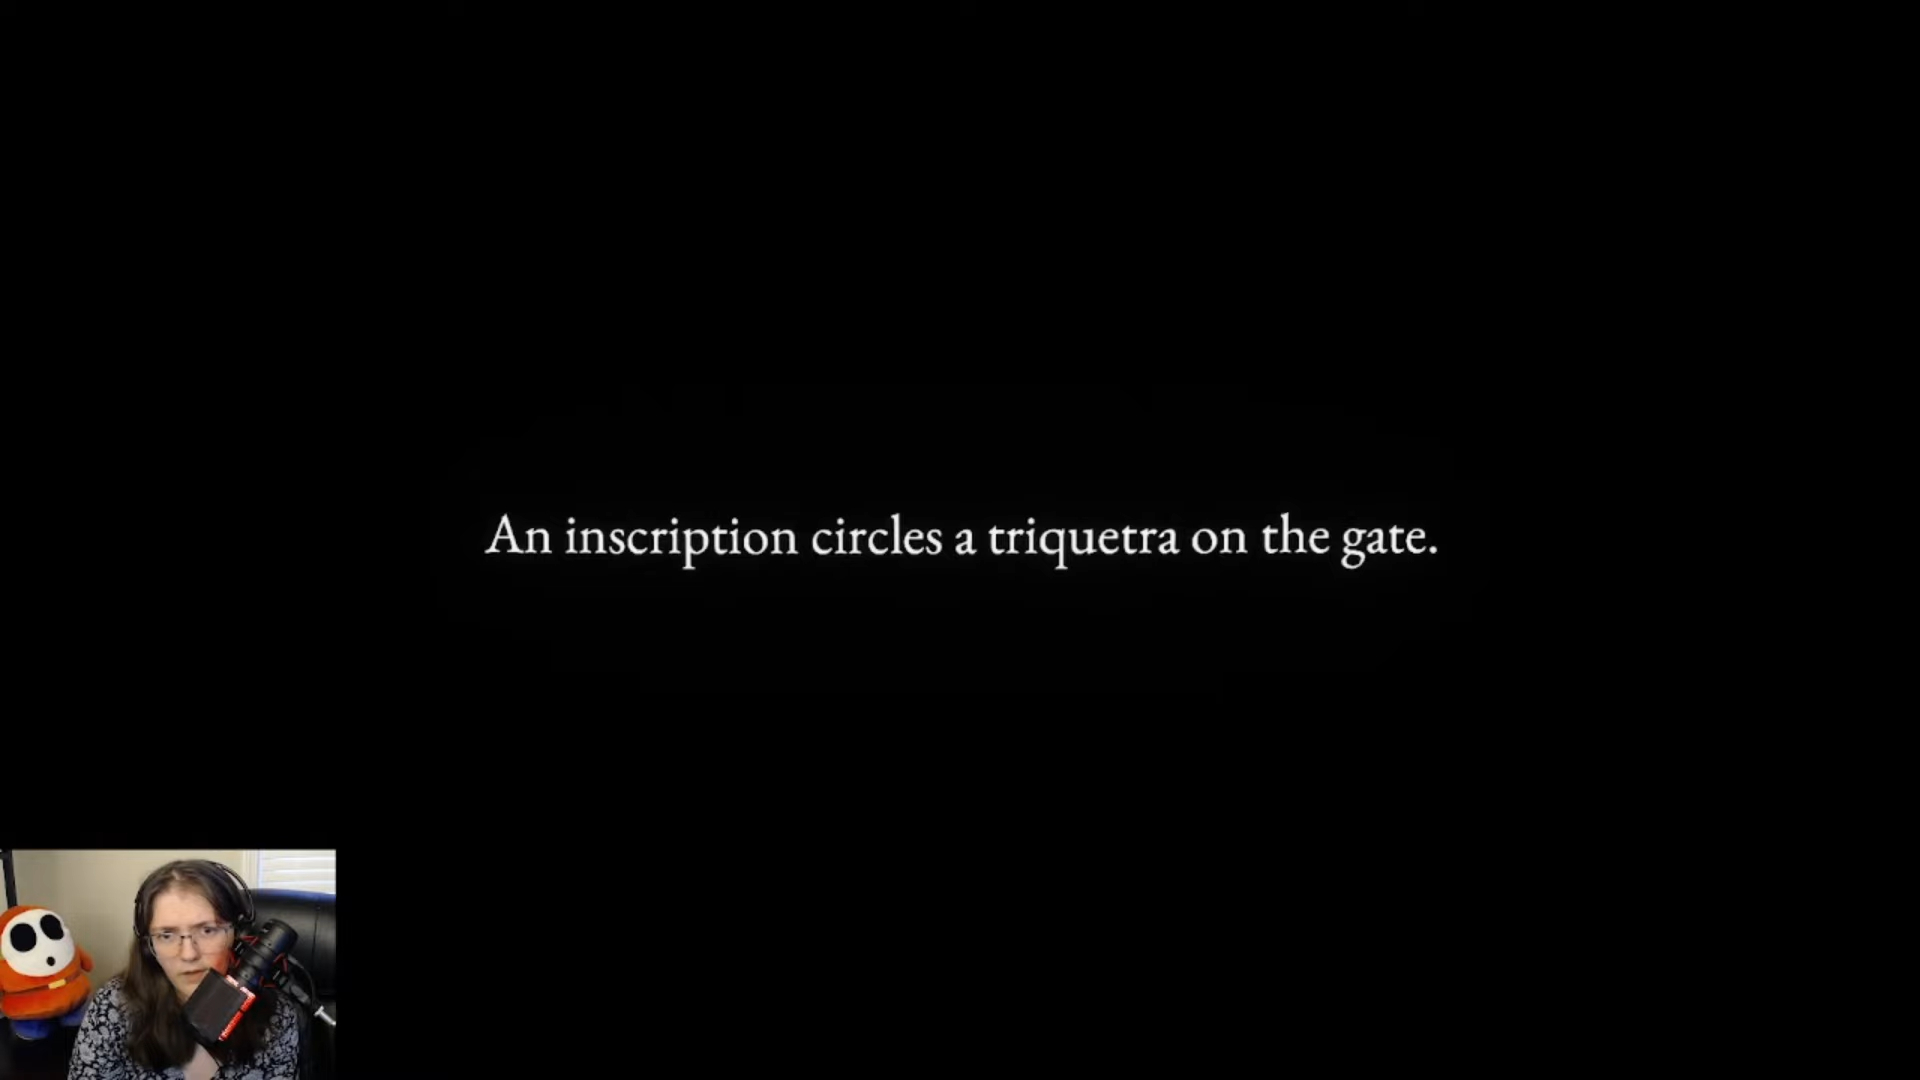 An inscription circles a triquetra on the gate.